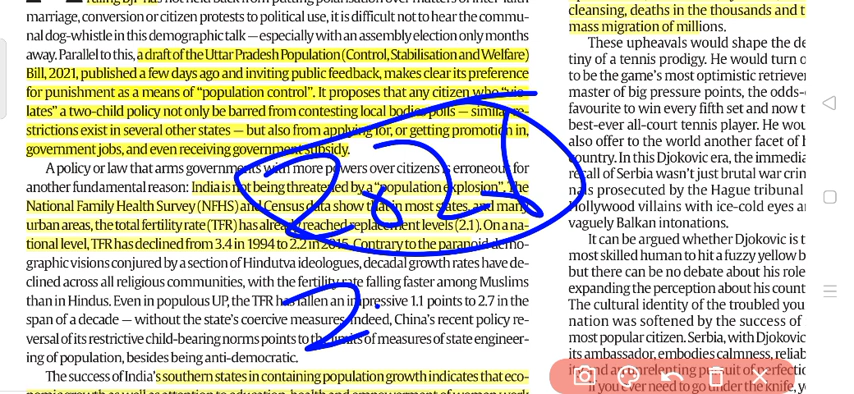 marriage, conversion or citizen protests to political use, it is difficult not to hear the commu-
nal dog-whistle in this demographic talk — especially with an assembly election only months
away. Parallel to this, a draft of the Uttar Pradesh Population (Control, Stabilisation and Welfare)
Bill, 2021, published a few days ago and inviting public feedback, makes clear its preference
for punishment as a means of “population control”. It proposes that any citizen who “vio-
lates” a two-child policy not only be barred from contesting local bodies polls — similar re-
strictions exist in several other states — but also from applying for, or getting promotion in,
government jobs, and even receiving government subsidy.
A policy or law that arms governments with more powers over citizens is erroneous for
another fundamental reason: India is not being threatened by a “population explosion”. The
National Family Health Survey (NFHS) and Census data show that in most states, and many
urban areas, the total fertility rate (TFR) has already reached replacement levels (2.1). On a na-
tional level, TFR has declined from 3.4 in 1994 to 2.2 in 2015. Contrary to the paranoid demo-
graphic visions conjured by a section of Hindutva ideologues, decadal growth rates have de-
clined across all religious communities, with the fertility rate falling faster among Muslims
than in Hindus. Even in populous UP, the TFR has fallen an impressive 1.1 points to 2.7 in the
span of a decade — without the state’s coercive measures. Indeed, China’s recent policy re-
versal of its restrictive child-bearing norms points to the limits of measures of state engineer-
ing of population, besides being anti-democratic.
The success of India’s southern states in containing population growth indicates that eco-
cleansing, deaths in the thousands and t
mass migration of millions.
These upheavals would shape the de
tiny of a tennis prodigy. He would turn o
to be the game’s most optimistic retriever
master of big pressure points, the odds-
favourite to win every fifth set and now t
best-ever all-court tennis player. He wou
also offer to the world another facet of h
country. In this Djokovic era, the immedia
recall of Serbia wasn’t just brutal war crim
nals prosecuted by the Hague tribunal
Hollywood villains with ice-cold eyes an
vaguely Balkan intonations.
It can be argued whether Djokovic is t
most skilled human to hit a fuzzy yellow b
but there can be no debate about his role
expanding the perception about his count
The cultural identity of the troubled you
nation was softened by the success of
most popular citizen. Serbia, with Djokovic
its ambassador, embodies calmness, reliab
pursuit of perfectio
If you ever need to go under the knife, yo